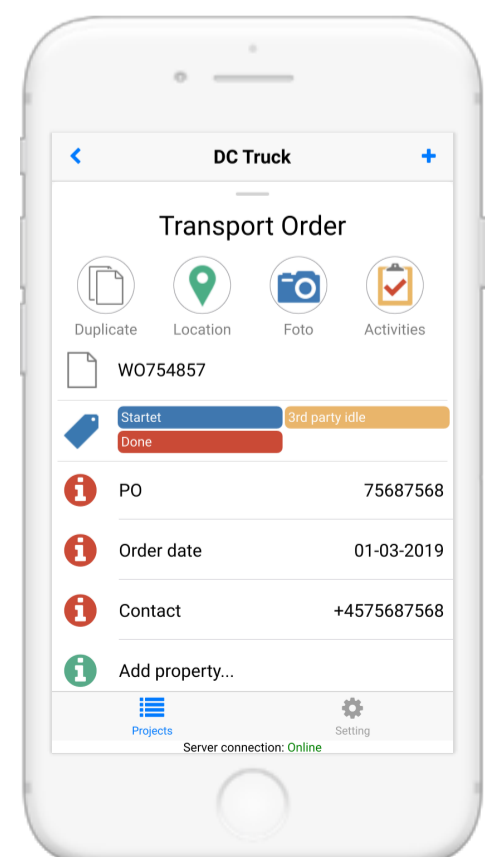 DC Truck
Transport Order
Duplicate Location Foto Activities
WO754857
Startet 3rd party idle
Done
PO 75687568
Order date 01-03-2019
Contact +4575687568
Add property...
Projects Setting
Server connection: Online